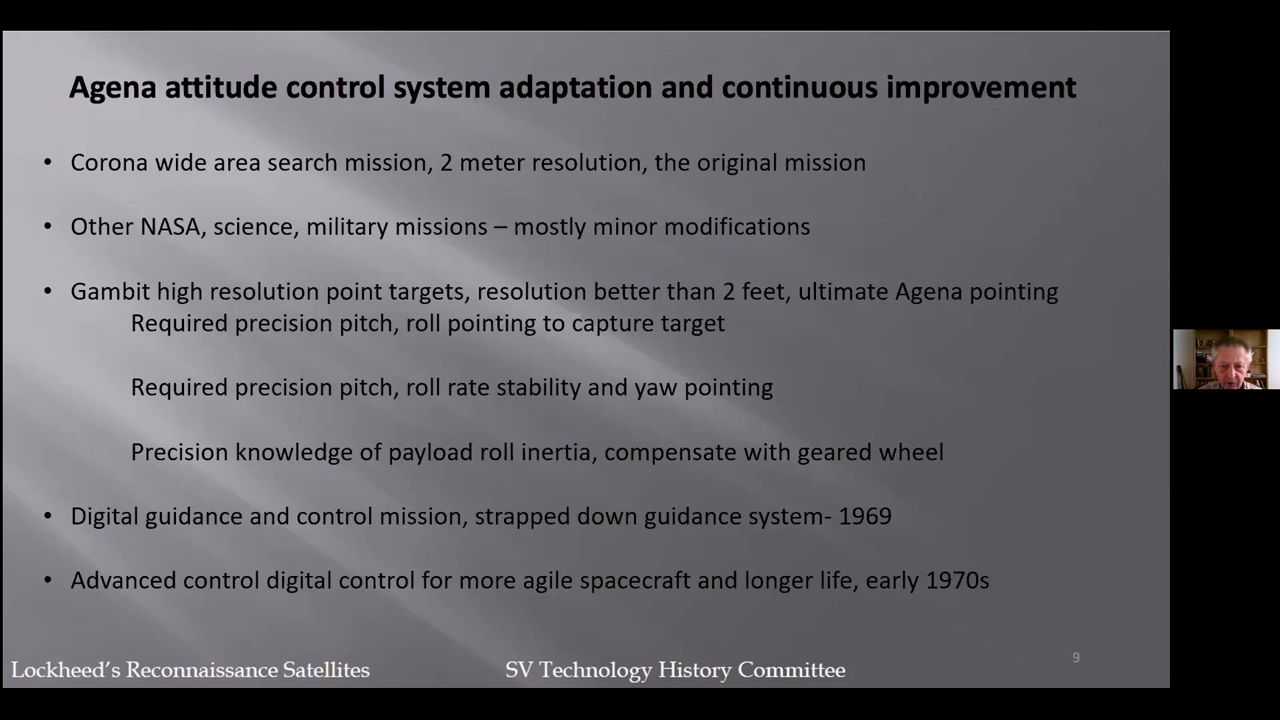 Agena attitude control system adaptation and continuous improvement
• Corona wide area search mission, 2 meter resolution, the original mission
• Other NASA, science, military missions – mostly minor modifications
• Gambit high resolution point targets, resolution better than 2 feet, ultimate Agena pointing
Required precision pitch, roll pointing to capture target
Required precision pitch, roll rate stability and yaw pointing
Precision knowledge of payload roll inertia, compensate with geared wheel
• Digital guidance and control mission, strapped down guidance system- 1969
• Advanced control digital control for more agile spacecraft and longer life, early 1970s
9
Lockheed's Reconnaissance Satellites
SV Technology History Committee